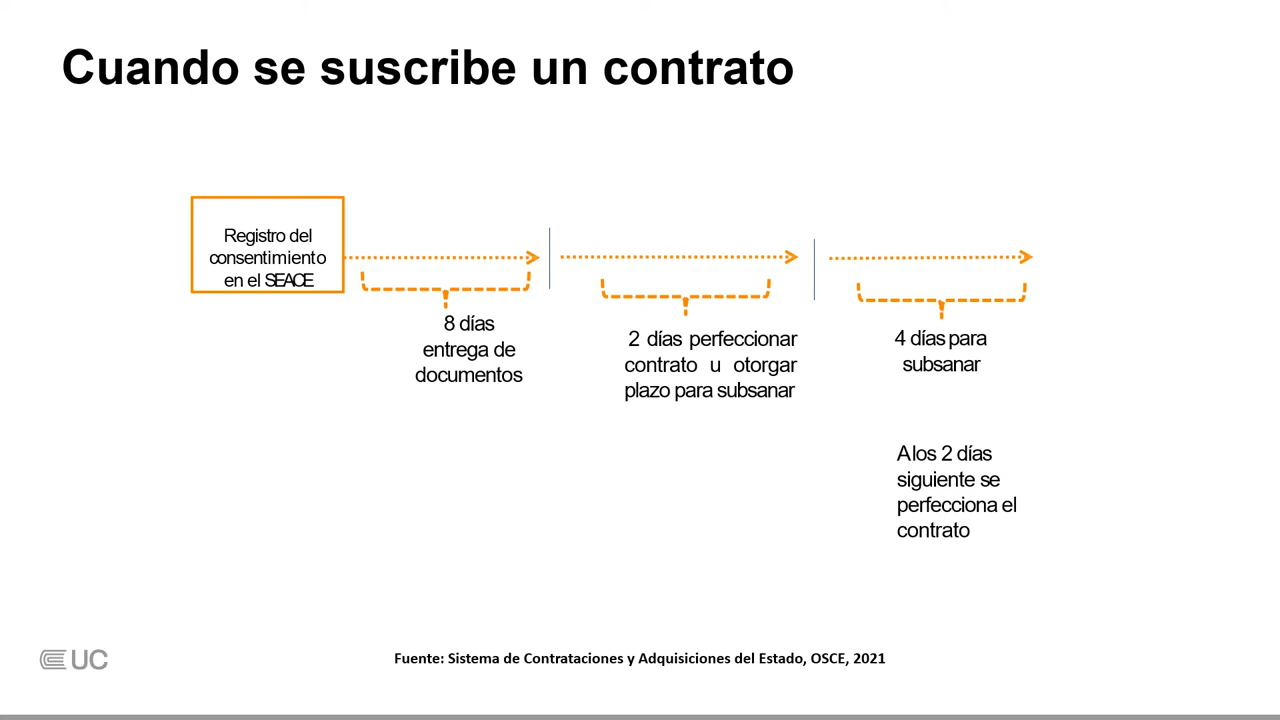 Cuando se suscribe un contrato
Registro del
consentimiento
en el SEACE
8 días
entrega de
documentos
2 días perfeccionar
contrato u otorgar
plazo para subsanar
4 días para
subsanar
A los 2 días
siguiente se
perfecciona el
contrato
UC
Fuente: Sistema de Contrataciones y Adquisiciones del Estado, OSCE, 2021